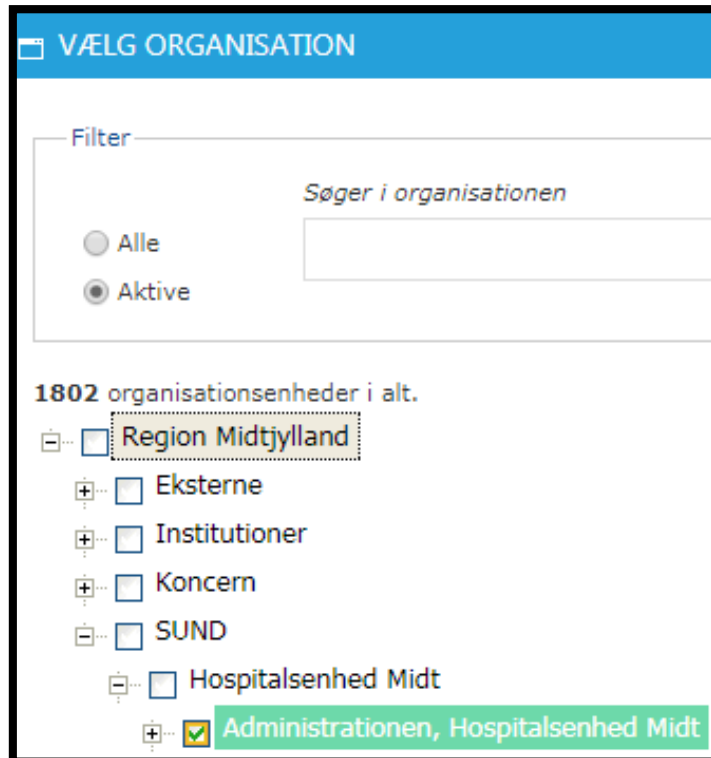 VÆLG ORGANISATION
Filter
Søger i organisationen
Alle
Aktive
1802 organisationsenheder i alt.
Region Midtjylland
Eksterne
Institutioner
Koncern
SUND
Hospitalsenhed Midt
Administrationen, Hospitalsenhed Midt